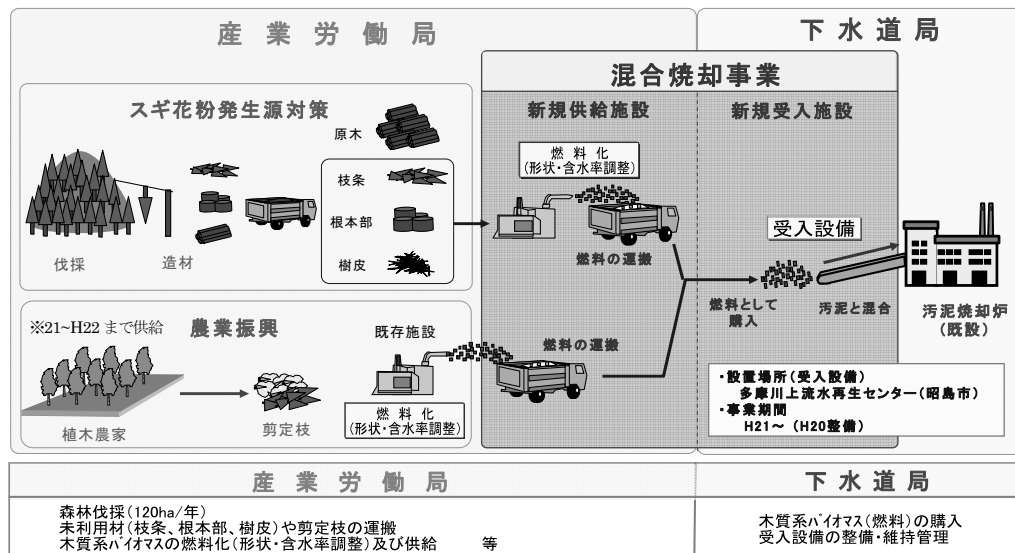 産業労働局
下水道局
混合焼却事業
スギ花粉発生源対策
新規供給施設
新規受入施設
原木
燃料化
(形状・含水率調整)
枝条
根本部
樹皮
伐採
造材
燃料の運搬
受入設備
燃料として
購入
汚泥と混合
汚泥焼却炉
(既設)
※21~H22 まで供給
農業振興
既存施設
燃料の運搬
燃料化
(形状・含水率調整)
植木農家
剪定枝
・設置場所(受入設備)
多摩川上流水再生センター(昭島市)
・事業期間
H21～ (H20整備)
産業労働局
下水道局
森林伐採(120ha/年)
未利用材(枝条、根本部、樹皮)や剪定枝の運搬
木質系ﾊﾞｲｵﾏｽの燃料化(形状・含水率調整)及び供給 等
木質系ﾊﾞｲｵﾏｽ(燃料)の購入
受入設備の整備・維持管理